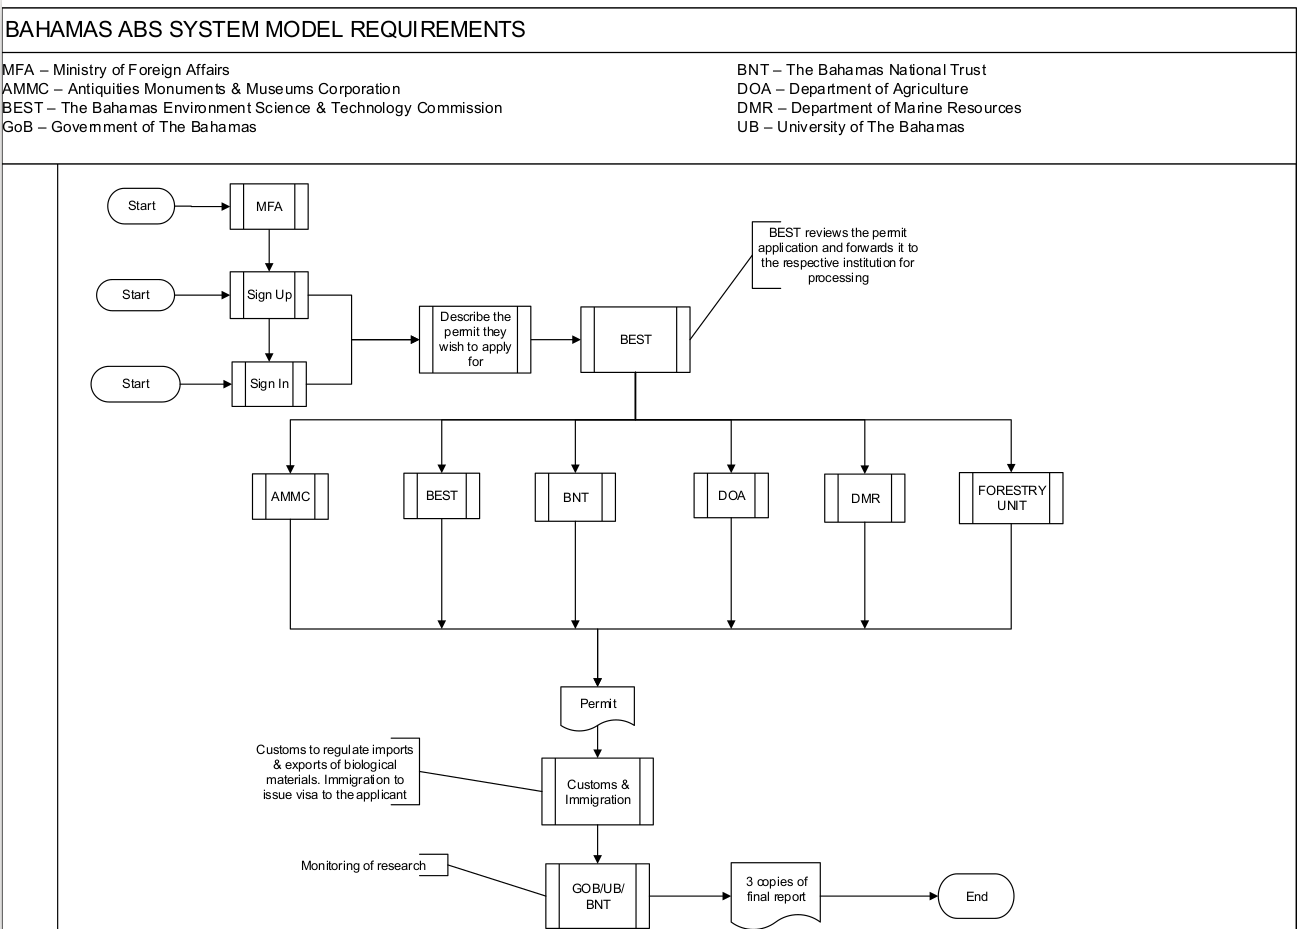 BAHAMAS ABS SYSTEM MODEL REQUIREMENTS
MFA – Ministry of Foreign Affairs
AMMC – Antiquities Monuments & Museums Corporation
BEST – The Bahamas Environment Science & Technology Commission
GoB – Government of The Bahamas
BNT – The Bahamas National Trust
DOA – Department of Agriculture
DMR – Department of Marine Resources
UB – University of The Bahamas
Start
MFA
Start
Sign Up
Start
Sign In
Describe the
permit they
wish to apply
for
BEST
BEST reviews the permit
application and forwards it to
the respective institution for
processing
AMMC
BEST
BNT
DOA
DMR
FORESTRY
UNIT
Permit
Customs to regulate imports
& exports of biological
materials. Immigration to
issue visa to the applicant
Customs &
Immigration
Monitoring of research
GOB/UB/
BNT
3 copies of
final report
End